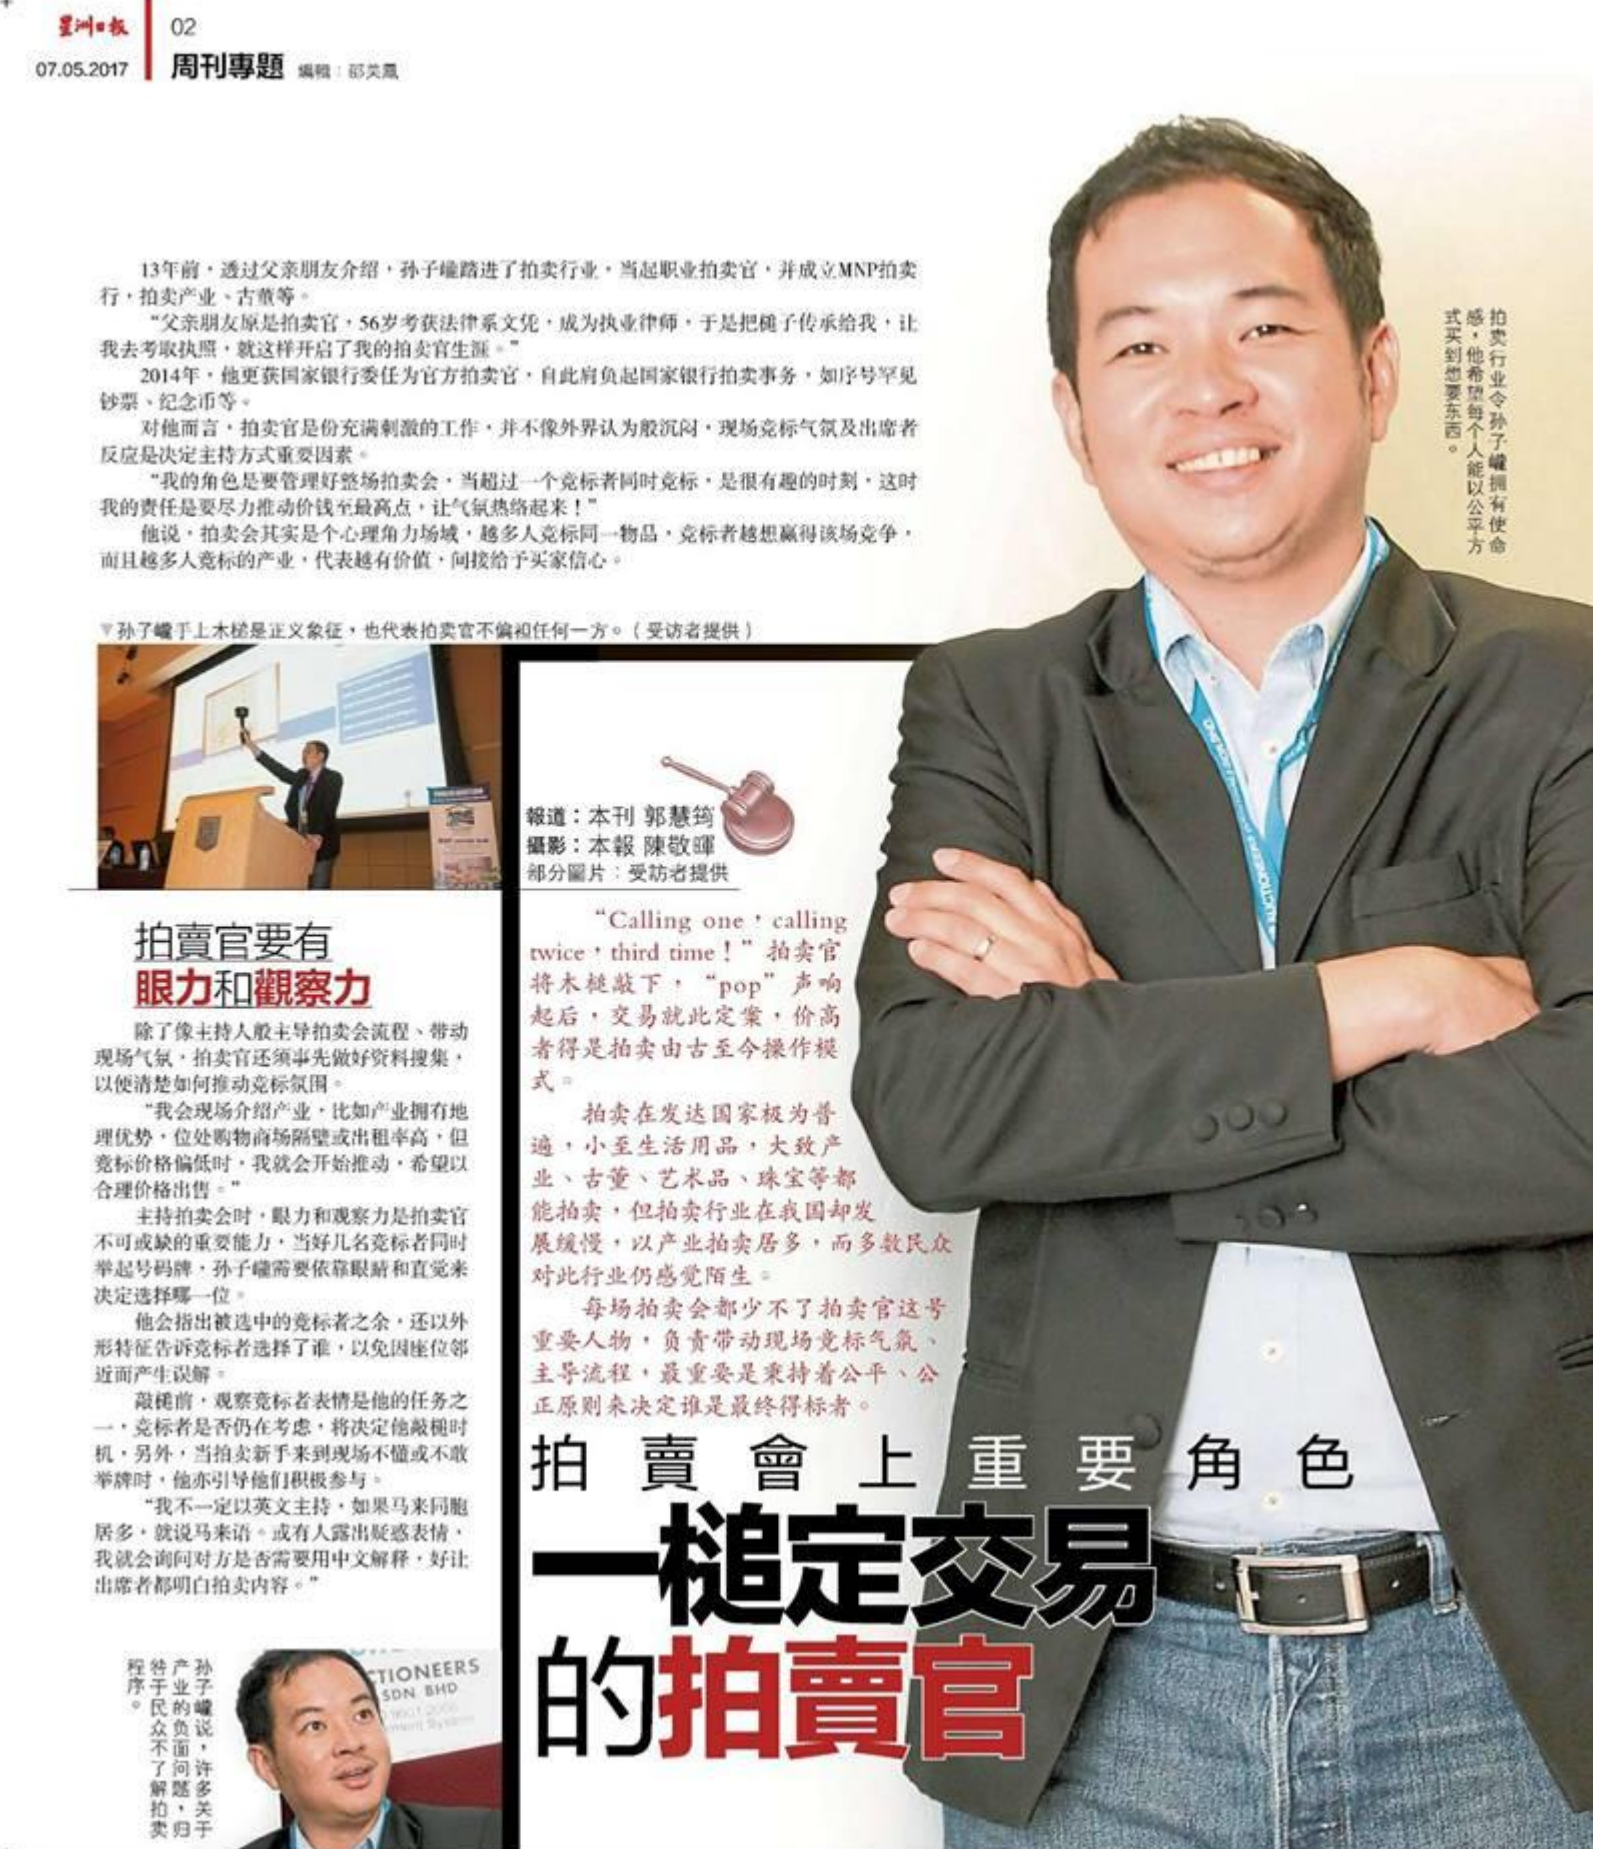 星洲日报
07.05.2017
02
周刊專題 編輯：邵美鳳
13年前，透过父亲朋友介绍，孙子巄踏进了拍卖行业，当起职业拍卖官，并成立MNP拍卖
行，拍卖产业、古董等。
“父亲朋友原是拍卖官，56岁考获法律系文凭，成为执业律师，于是把槌子传承给我，让
我去考取执照，就这样开启了我的拍卖官生涯。”
2014年，他更获国家银行委任为官方拍卖官，自此肩负起国家银行拍卖事务，如序号罕见
钞票、纪念币等。
对他而言，拍卖官是份充满刺激的工作，并不像外界认为般沉闷，现场竞标气氛及出席者
反应是决定主持方式重要因素。
“我的角色是要管理好整场拍卖会，当超过一个竞标者同时竞标，是很有趣的时刻，这时
我的责任是要尽力推动价钱至最高点，让气氛热络起来！”
他说，拍卖会其实是个心理角力场域，越多人竞标同一物品，竞标者越想赢得该场竞争，
而且越多人竞标的产业，代表越有价值，间接给予买家信心。
拍卖行业令孙子巄拥有使命
感，他希望每个人能以公平方
式买到想要东西。
▼孙子巄手上木槌是正义象征，也代表拍卖官不偏袒任何一方。（受访者提供）
報道：本刊 郭慧筠
攝影：本報 陳敬暉
部分圖片：受訪者提供
拍賣官要有
眼力和觀察力
除了像主持人般主导拍卖会流程、带动
现场气氛，拍卖官还须事先做好资料搜集，
以便清楚如何推动竞标氛围。
“我会现场介绍产业，比如产业拥有地
理优势，位处购物商场隔壁或出租率高，但
竞标价格偏低时，我就会开始推动，希望以
合理价格出售。”
主持拍卖会时，眼力和观察力是拍卖官
不可或缺的重要能力，当好几名竞标者同时
举起号码牌，孙子巄需要依靠眼睛和直觉来
决定选择哪一位。
他会指出被选中的竞标者之余，还以外
形特征告诉竞标者选择了谁，以免因座位邻
近而产生误解。
敲槌前，观察竞标者表情是他的任务之
一，竞标者是否仍在考虑，将决定他敲槌时
机，另外，当拍卖新手来到现场不懂或不敢
举牌时，他亦引导他们积极参与。
“我不一定以英文主持，如果马来同胞
居多，就说马来语。或有人露出疑惑表情，
我就会询问对方是否需要用中文解释，好让
出席者都明白拍卖内容。”
“Calling one，calling
twice，third time！”拍卖官
将木槌敲下，“pop”声响
起后，交易就此定案，价高
者得是拍卖由古至今操作模
式。
拍卖在发达国家极为普
遍，小至生活用品，大致产
业、古董、艺术品、珠宝等都
能拍卖，但拍卖行业在我国却发
展缓慢，以产业拍卖居多，而多数民众
对此行业仍感觉陌生。
每场拍卖会都少不了拍卖官这号
重要人物，负责带动现场竞标气氛、
主导流程，最重要是秉持着公平、公
正原则来决定谁是最终得标者。
拍賣會上重要角色
一槌定交易
的拍賣官
孙子巄说，许多关于
产业的负面问题，归
咎于民众不了解拍卖
程序。
CTIONEERS
SDN BHD